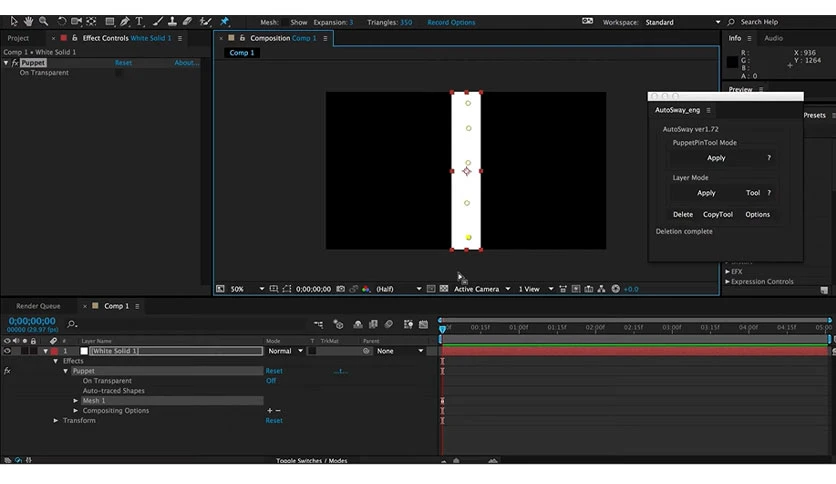 Mesh: Show Expansion: 3 Triangles: 350 Record Options Workspace: Standard Search Help
Project Effect Controls White Solid 1
Comp 1 • White Solid 1
Puppet Reset About...
On Transparent
Composition Comp 1
Comp 1
Info Audio
R: X: 936
G: Y: 1264
B:
A: 0
Preview
Presets
AutoSway_eng
AutoSway ver1.72
PuppetPinTool Mode
Apply ?
Layer Mode
Apply Tool ?
Delete CopyTool Options
Deletion complete
EFX
Expression Controls
50% 0;00;00;00 (Half) Active Camera 1 View +0.0
Render Queue Comp 1
0;00;00;00
00000 (29.97 fps)
# Layer Name Mode T TrkMat Parent
00:15f 01:00f 01:15f 02:00f 02:15f 03:00f 03:15f 04:00f 04:15f 05:00
1 [White Solid 1] Normal None
Effects
Puppet Reset ...t...
On Transparent Off
Auto-traced Shapes
Mesh 1
Compositing Options + −
Transform Reset
Toggle Switches / Modes